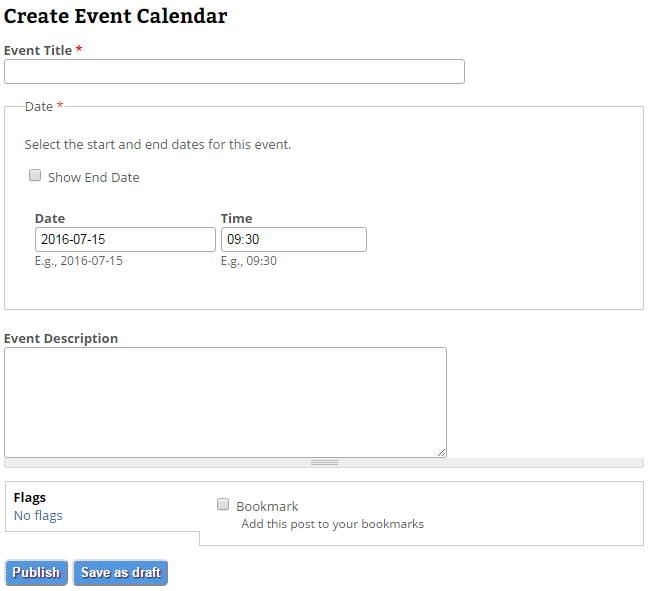 Create Event Calendar
Event Title *
Date *
Select the start and end dates for this event.
Show End Date
Date Time
2016-07-15 09:30
E.g., 2016-07-15 E.g., 09:30
Event Description
Flags
No flags
Bookmark
Add this post to your bookmarks
Publish Save as draft